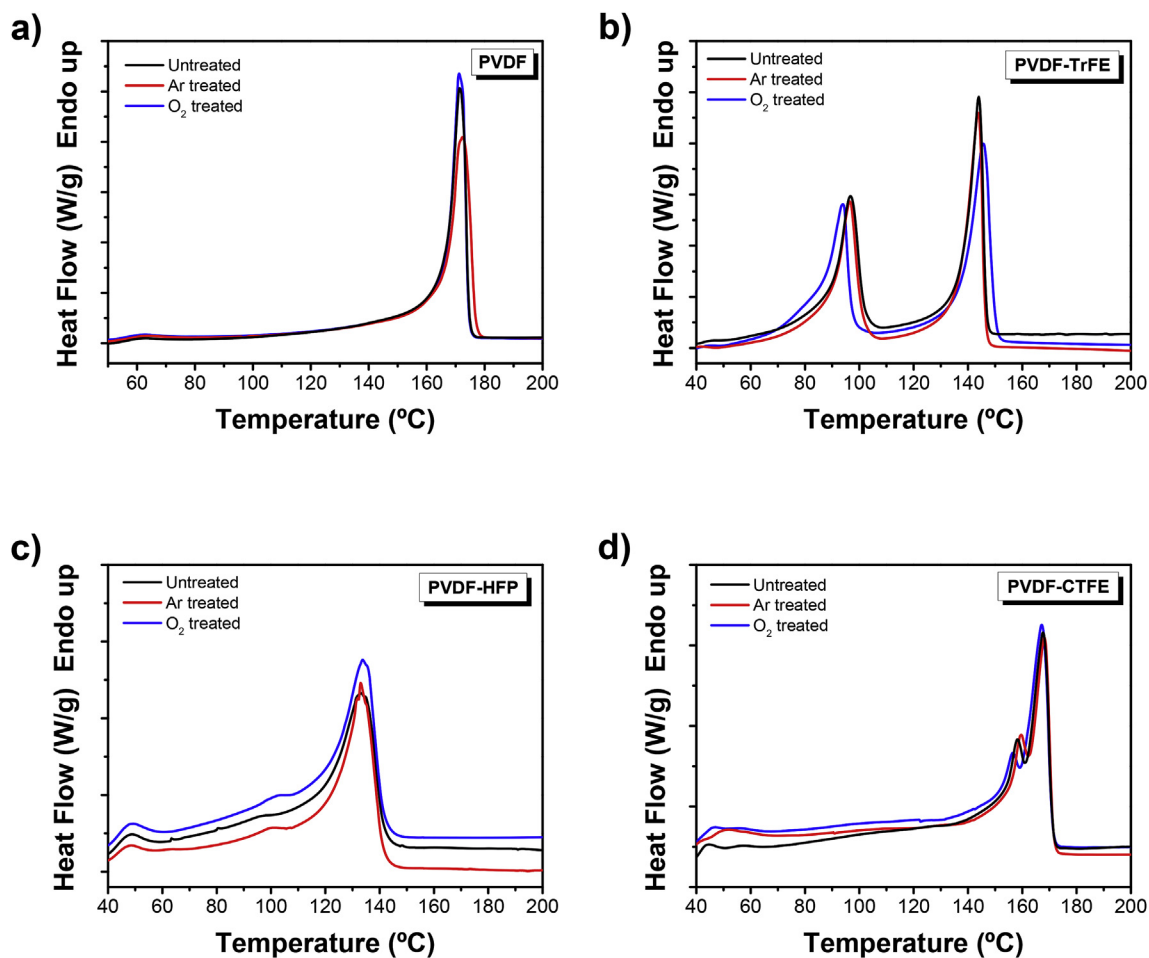 a)
PVDF
Untreated
Ar treated
O₂ treated
Heat Flow (W/g) Endo up
60 80 100 120 140 160 180 200
Temperature (ºC)
b)
PVDF-TrFE
Untreated
Ar treated
O₂ treated
Heat Flow (W/g) Endo up
40 60 80 100 120 140 160 180 200
Temperature (ºC)
c)
PVDF-HFP
Untreated
Ar treated
O₂ treated
Heat Flow (W/g) Endo up
40 60 80 100 120 140 160 180 200
Temperature (ºC)
d)
PVDF-CTFE
Untreated
Ar treated
O₂ treated
Heat Flow (W/g) Endo up
40 60 80 100 120 140 160 180 200
Temperature (ºC)